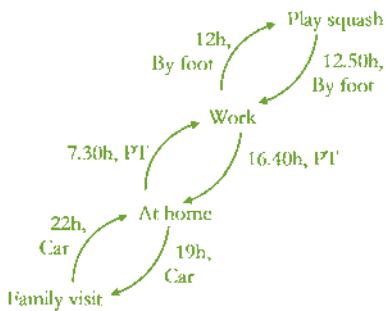 Play squash
12h,
By foot
12.50h,
By foot
Work
7.30h, PT
16.40h, PT
At home
22h,
Car
19h,
Car
Family visit